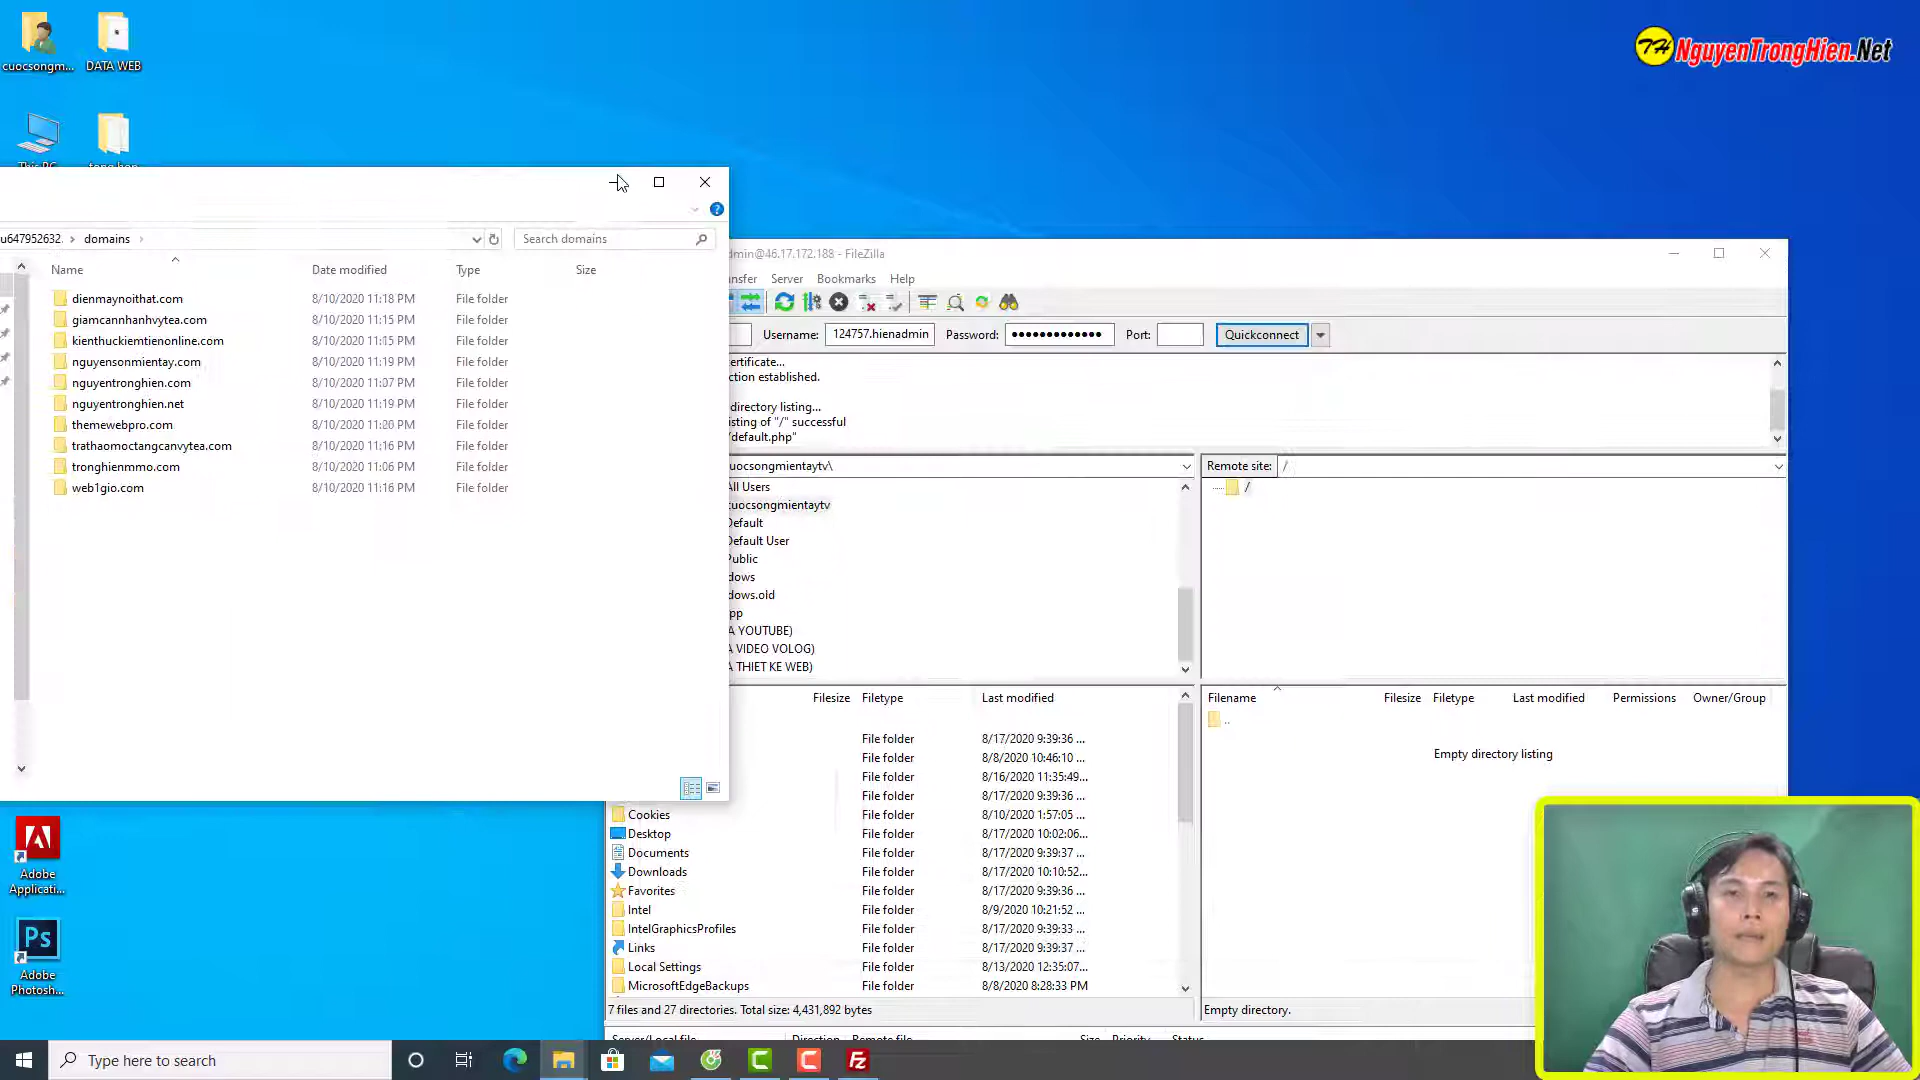 cuocsongm...
DATA WEB
TH NguyenTrongHien.Net
u647952632.
domains
Search domains
Name
Date modified
Type
Size
dienmaynoithat.com 8/10/2020 11:18 PM File folder
giamcannhanhvytea.com 8/10/2020 11:15 PM File folder
kienthuckiemtienonline.com 8/10/2020 11:15 PM File folder
nguyensonmientay.com 8/10/2020 11:19 PM File folder
nguyentronghien.com 8/10/2020 11:07 PM File folder
nguyentronghien.net 8/10/2020 11:19 PM File folder
themewebpro.com 8/10/2020 11:20 PM File folder
trathaomoctangcanvytea.com 8/10/2020 11:16 PM File folder
tronghienmmo.com 8/10/2020 11:06 PM File folder
web1gio.com 8/10/2020 11:16 PM File folder
dmin@46.17.172.188 - FileZilla
nsfer Server Bookmarks Help
Username: 124757.hienadmin Password: ••••••••••••• Port: Quickconnect
ertificate...
ction established.
directory listing...
isting of "/" successful
/default.php"
uocsongmientaytv\
Remote site: /
All Users
/
cuocsongmientaytv
Default
Default User
Public
dows
dows.old
pp
A YOUTUBE)
A VIDEO VOLOG)
A THIET KE WEB)
Filesize Filetype Last modified
Filename Filesize Filetype Last modified Permissions Owner/Group
..
Empty directory listing
File folder 8/17/2020 9:39:36 ...
File folder 8/8/2020 10:46:10 ...
File folder 8/16/2020 11:35:49...
File folder 8/17/2020 9:39:36 ...
Cookies File folder 8/10/2020 1:57:05 ...
Desktop File folder 8/17/2020 10:02:06...
Documents File folder 8/17/2020 9:39:37 ...
Downloads File folder 8/17/2020 10:10:52...
Favorites File folder 8/17/2020 9:39:36 ...
Intel File folder 8/9/2020 10:21:52 ...
IntelGraphicsProfiles File folder 8/17/2020 9:39:33 ...
Links File folder 8/17/2020 9:39:37 ...
Local Settings File folder 8/13/2020 12:35:07...
MicrosoftEdgeBackups File folder 8/8/2020 8:28:33 PM
7 files and 27 directories. Total size: 4,431,892 bytes
Empty directory.
Server/Local file Direction Remote file Size Priority Status
Adobe
Applicati...
Ps
Adobe
Photosh...
Type here to search